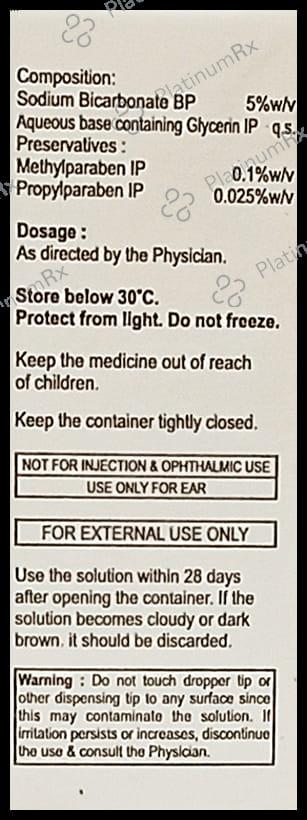 PlatinumRx
Composition:
Sodium Bicarbonate BP 5%w/v
Aqueous base containing Glycerin IP q.s.
Preservatives :
Methylparaben IP 0.1%w/v
Propylparaben IP 0.025%w/v
Dosage :
As directed by the Physician.
Store below 30°C.
Protect from light. Do not freeze.
Keep the medicine out of reach
of children.
Keep the container tightly closed.
NOT FOR INJECTION & OPHTHALMIC USE
USE ONLY FOR EAR
FOR EXTERNAL USE ONLY
Use the solution within 28 days
after opening the container. If the
solution becomes cloudy or dark
brown, it should be discarded.
Warning : Do not touch dropper tip or
other dispensing tip to any surface since
this may contaminate the solution. If
irritation persists or increases, discontinue
the use & consult the Physician.